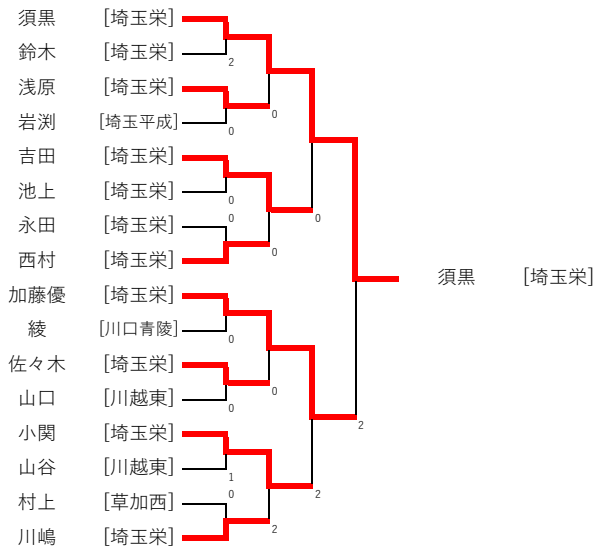 須黒 [埼玉栄]
鈴木 [埼玉栄]
2
浅原 [埼玉栄]
0
岩渕 [埼玉平成]
0
吉田 [埼玉栄]
池上 [埼玉栄]
0
永田 [埼玉栄]
0
0
西村 [埼玉栄]
0
須黒 [埼玉栄]
加藤優 [埼玉栄]
綾 [川口青陵]
0
佐々木 [埼玉栄]
0
山口 [川越東]
0
2
小関 [埼玉栄]
山谷 [川越東]
1
村上 [草加西]
0
2
川嶋 [埼玉栄]
2